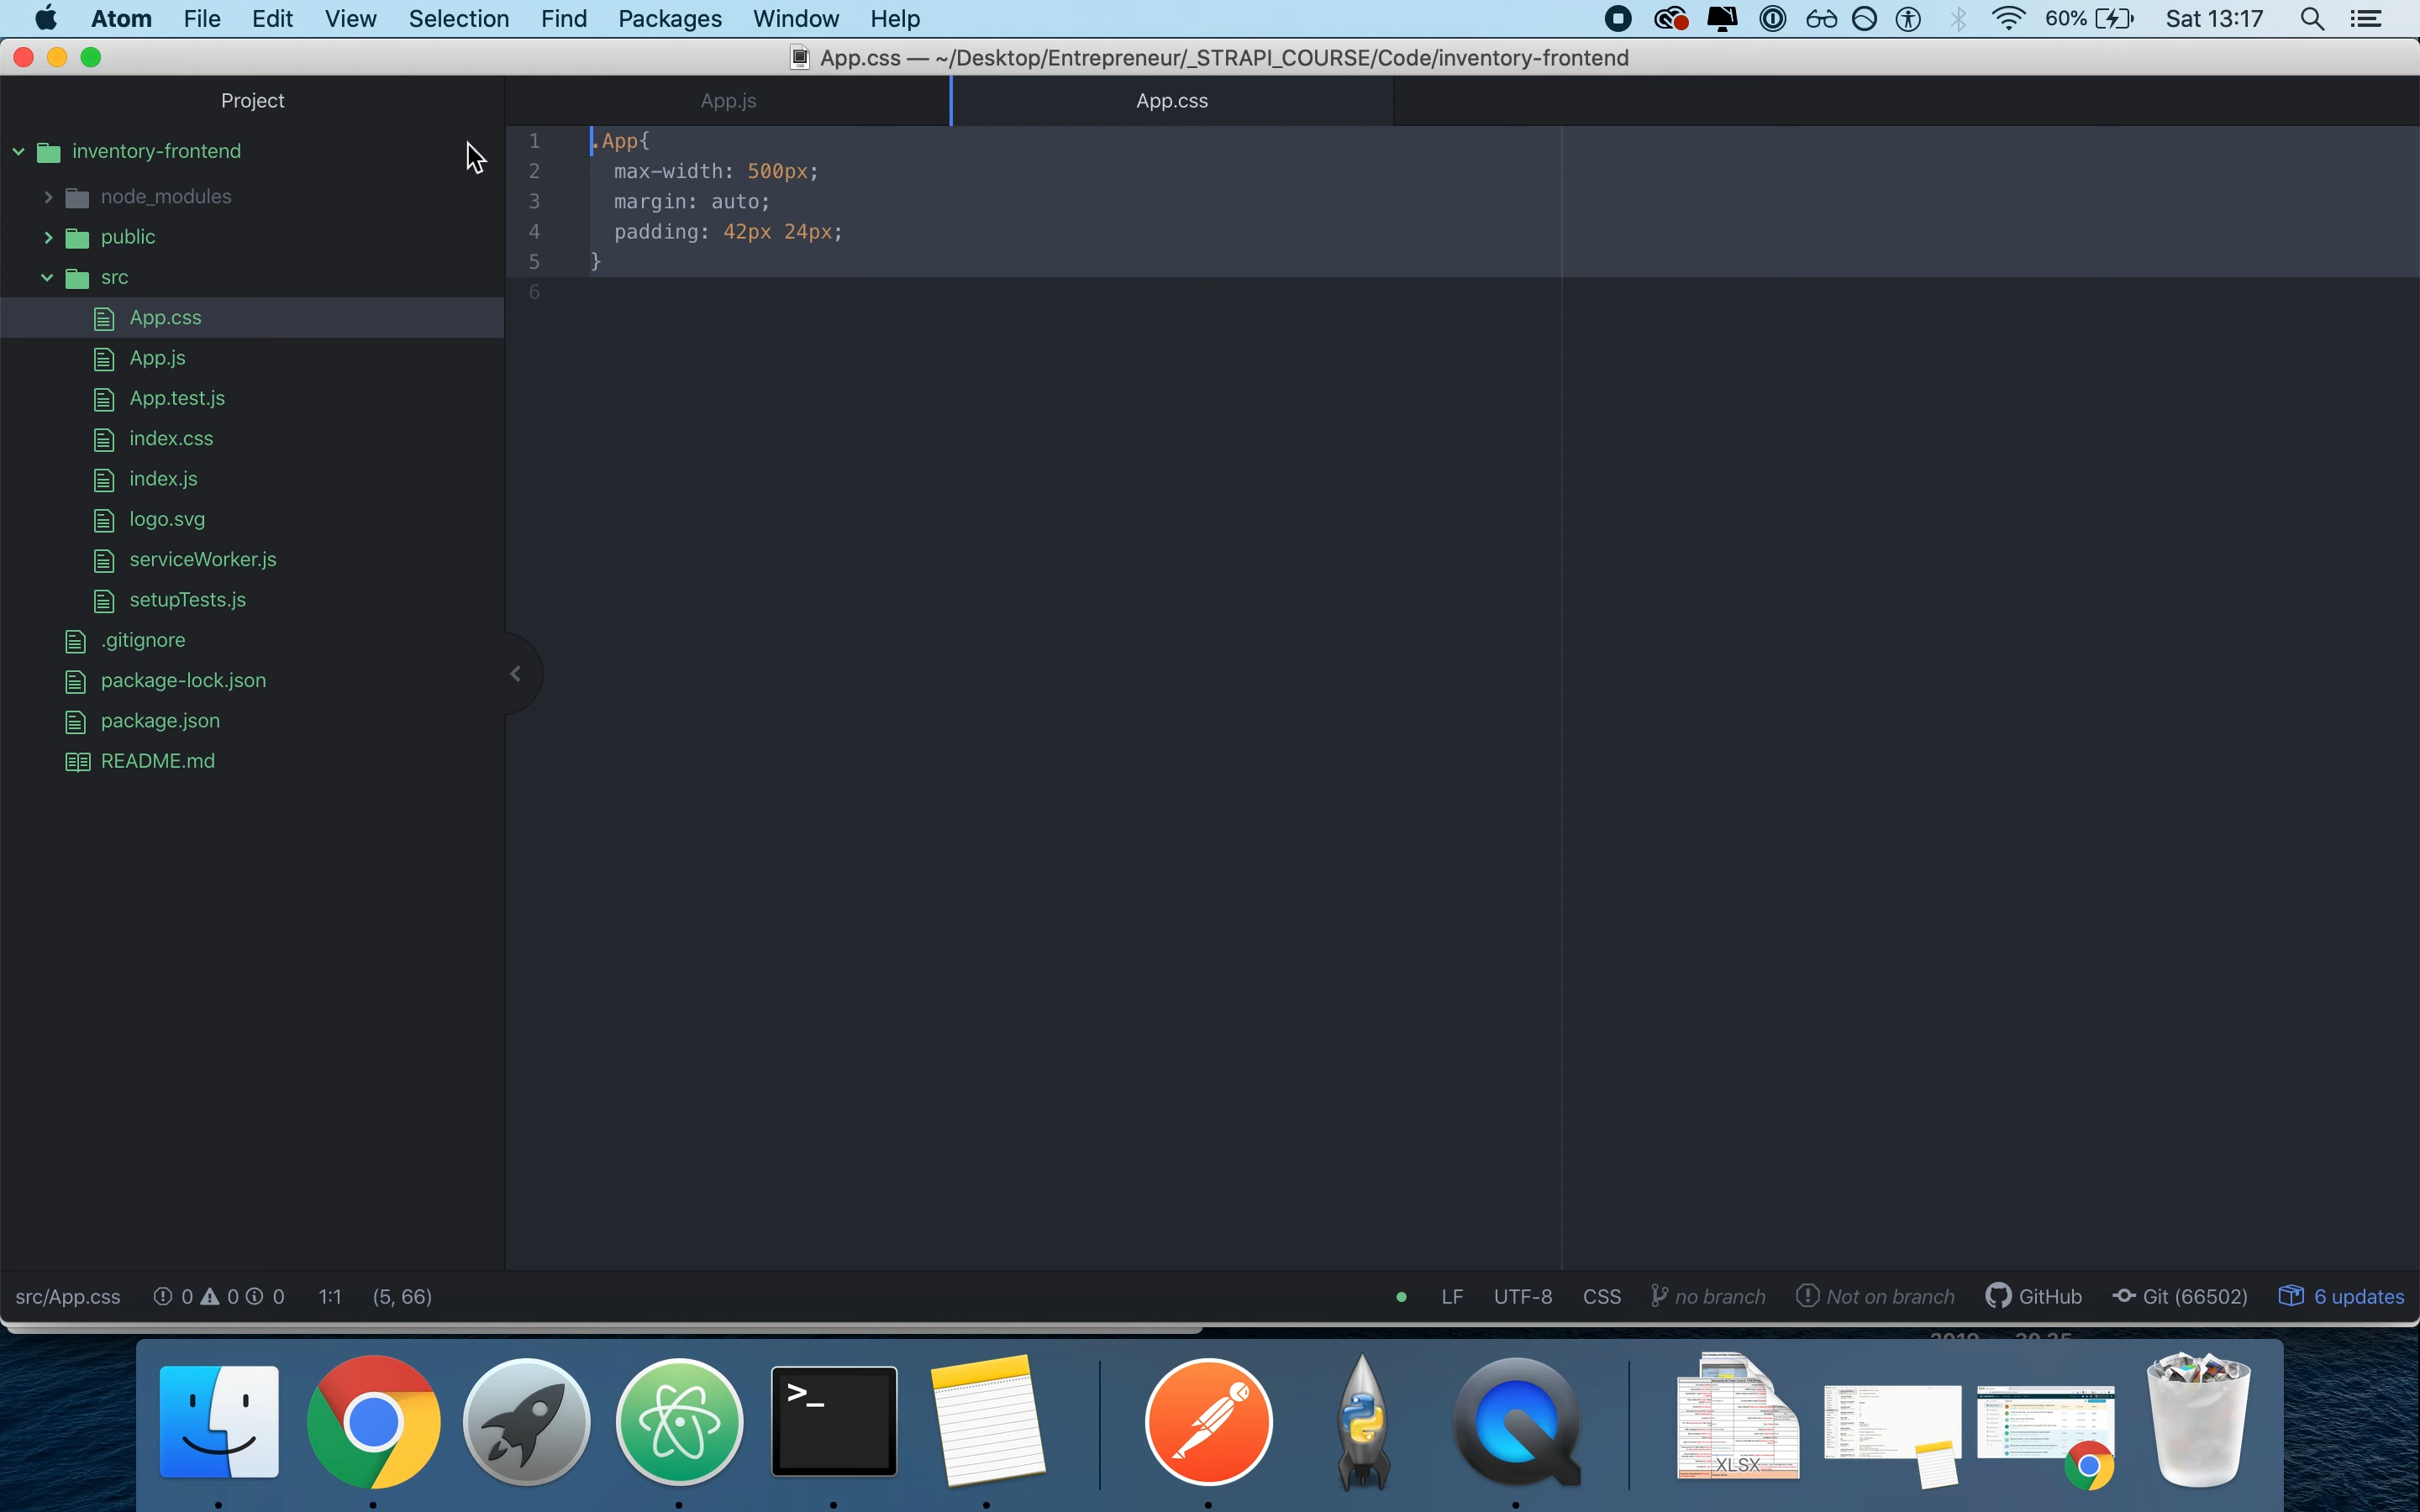 Atom File Edit View Selection Find Packages Window Help 60% Sat 13:17
App.css — ~/Desktop/Entrepreneur/_STRAPI_COURSE/Code/inventory-frontend
Project App.js App.css
inventory-frontend
node_modules
public
src
App.css
App.js
App.test.js
index.css
index.js
logo.svg
serviceWorker.js
setupTests.js
.gitignore
package-lock.json
package.json
README.md
1 .App{
2 max-width: 500px;
3 margin: auto;
4 padding: 42px 24px;
5 }
6
src/App.css 0 0 0 1:1 (5, 66) LF UTF-8 CSS no branch Not on branch GitHub Git (66502) 6 updates
>_
XLSX